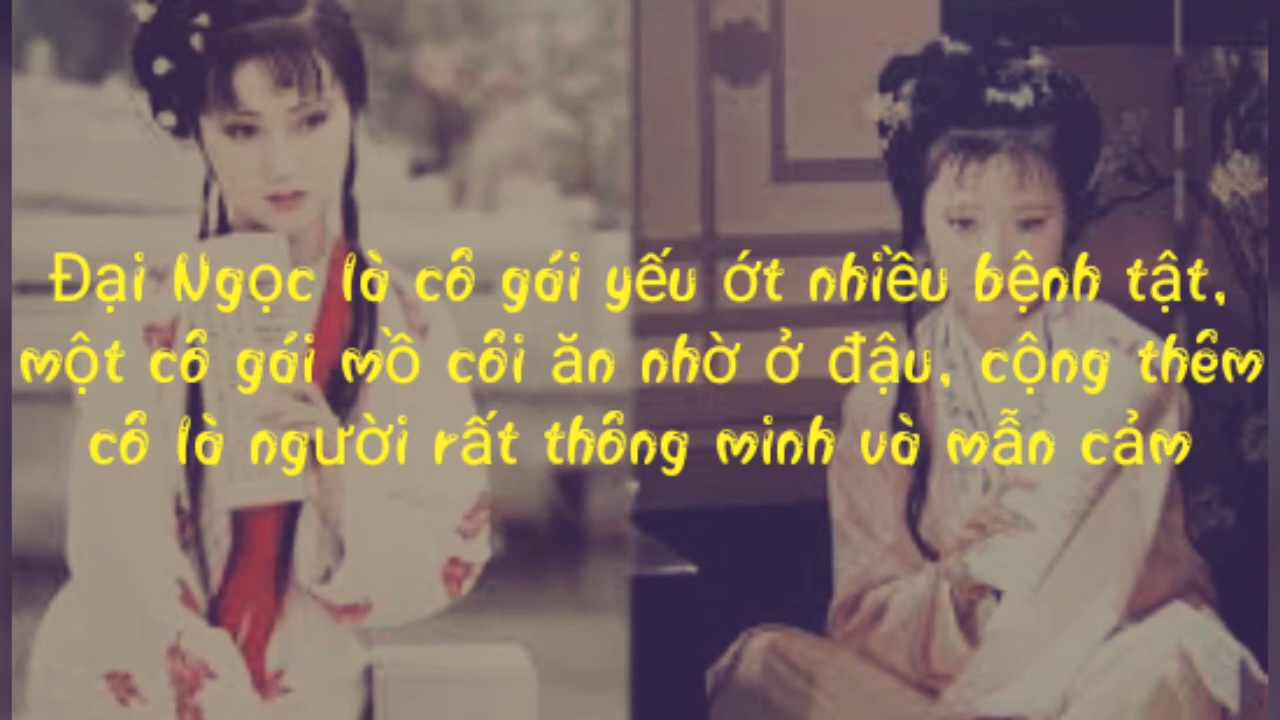 Đại Ngọc là cô gái yếu ớt nhiều bệnh tật,
một cô gái mồ côi ăn nhờ ở đậu, cộng thêm
cô là người rất thông minh và mẫn cảm